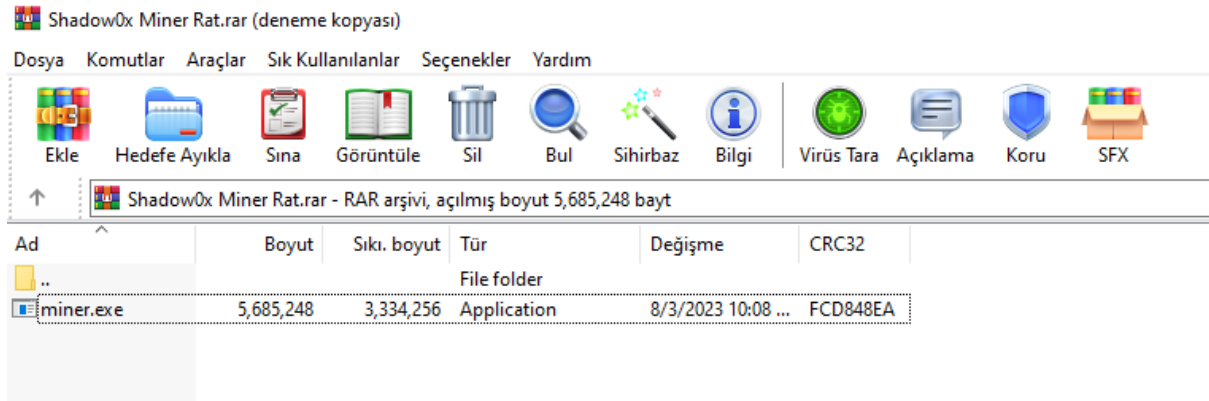 Shadow0x Miner Rat.rar (deneme kopyası)
Dosya Komutlar Araçlar Sık Kullanılanlar Seçenekler Yardım
Ekle Hedefe Ayıkla Sına Görüntüle Sil Bul Sihirbaz Bilgi Virüs Tara Açıklama Koru SFX
Shadow0x Miner Rat.rar - RAR arşivi, açılmış boyut 5,685,248 bayt
Ad Boyut Sıkı. boyut Tür Değişme CRC32
.. File folder
miner.exe 5,685,248 3,334,256 Application 8/3/2023 10:08 ... FCD848EA